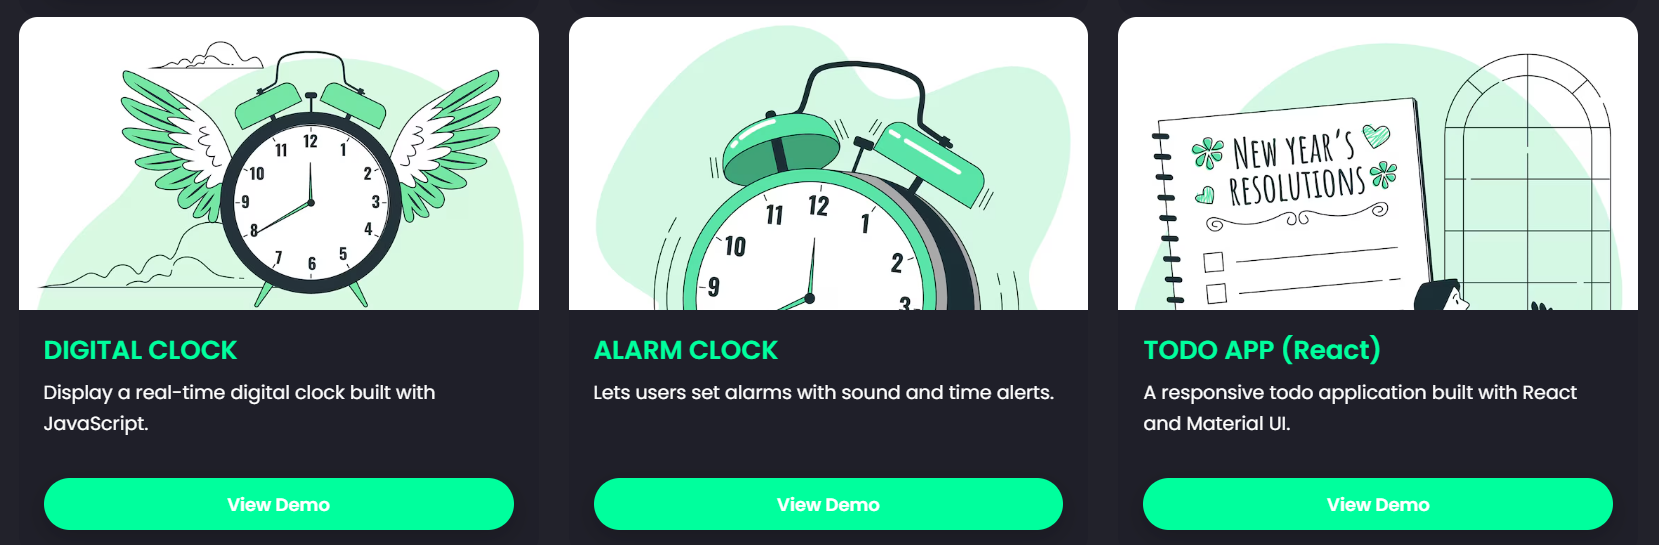 12
11 1
10 2
9 3
8 4
7 5
6
12
11 1
10 2
9 3
NEW YEAR'S
RESOLUTIONS
DIGITAL CLOCK
Display a real-time digital clock built with
JavaScript.
View Demo
ALARM CLOCK
Lets users set alarms with sound and time alerts.
View Demo
TODO APP (React)
A responsive todo application built with React
and Material UI.
View Demo